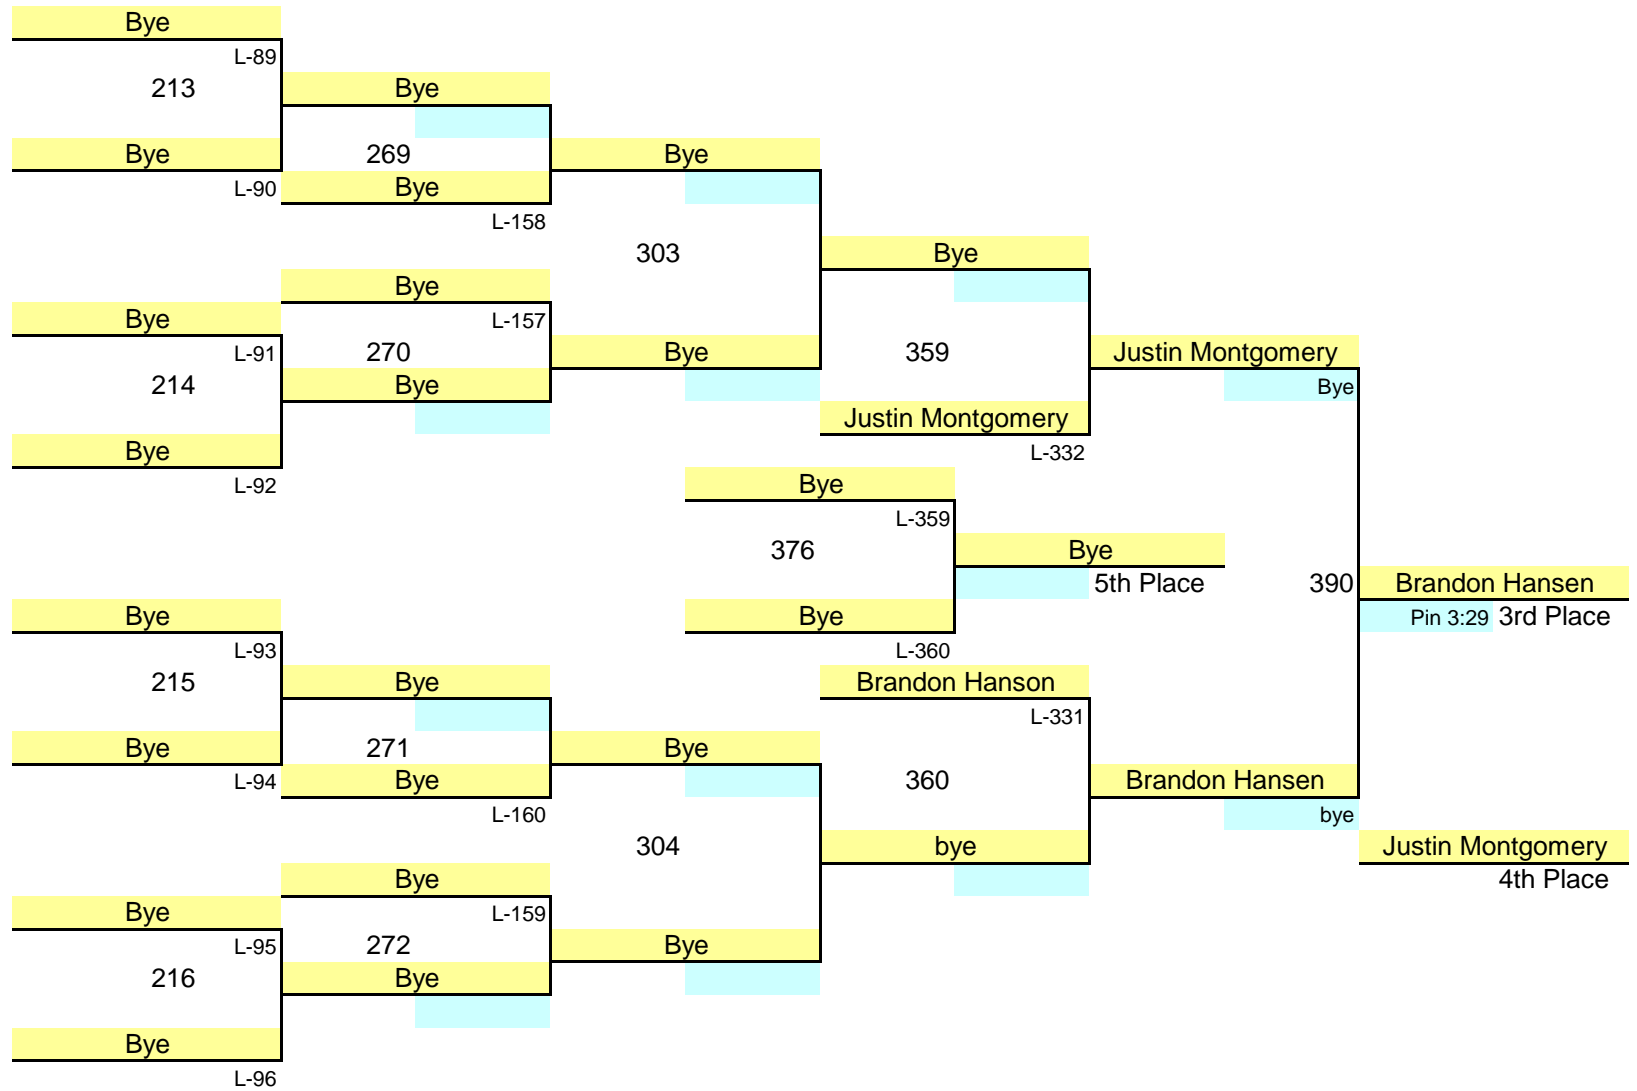 Bye
L-89
213
Bye
Bye
269
Bye
L-90
Bye
L-158
303
Bye
Bye
Bye
L-157
L-91
270
Bye
359
Justin Montgomery
214
Bye
Bye
Justin Montgomery
L-332
Bye
L-92
Bye
L-359
376
Bye
5th Place
390
Brandon Hansen
Pin 3:29
3rd Place
Bye
Bye
L-93
L-360
215
Bye
Brandon Hanson
L-331
Bye
271
Bye
L-94
Bye
360
Brandon Hansen
L-160
bye
304
bye
Justin Montgomery
Bye
4th Place
Bye
L-159
L-95
272
Bye
216
Bye
Bye
L-96